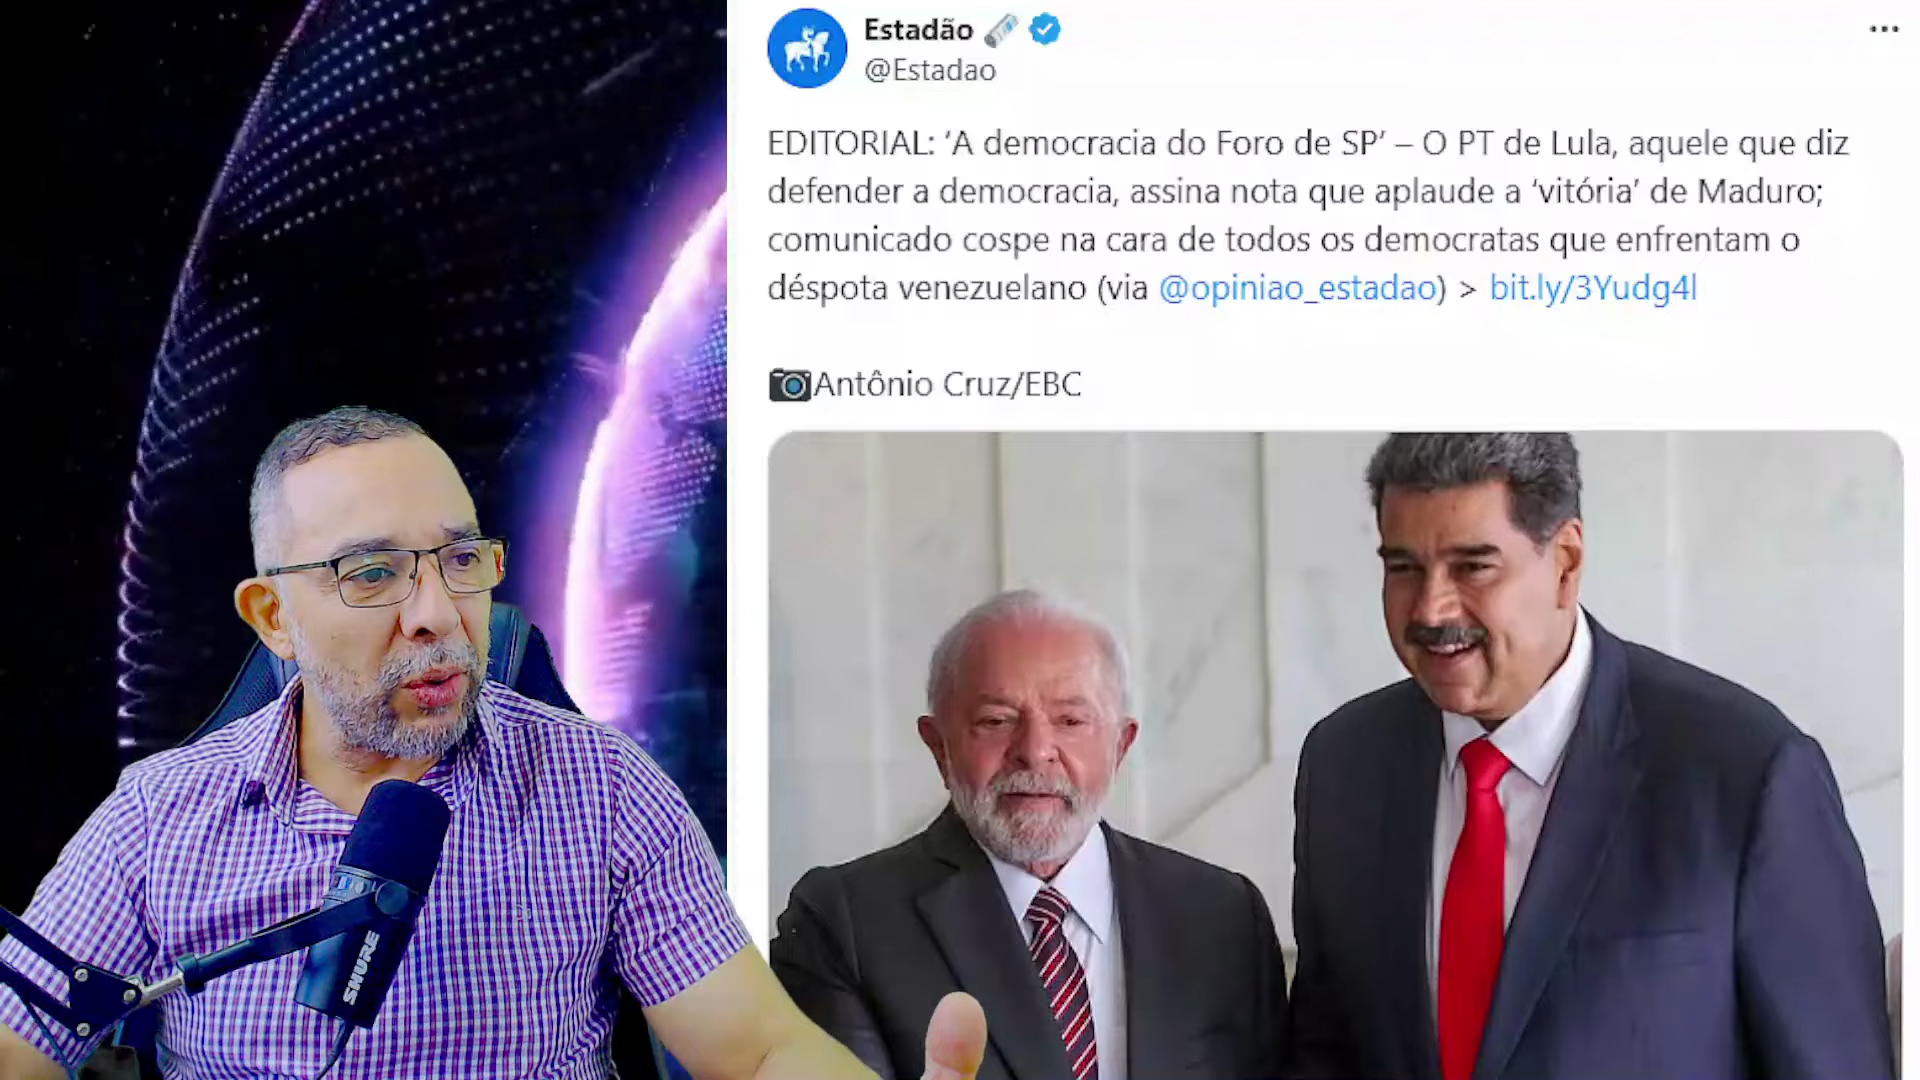 Estadão
@Estadao
EDITORIAL: ‘A democracia do Foro de SP’ – O PT de Lula, aquele que diz
defender a democracia, assina nota que aplaude a ‘vitória’ de Maduro;
comunicado cospe na cara de todos os democratas que enfrentam o
déspota venezuelano (via @opiniao_estadao) > bit.ly/3Yudg4l
Antônio Cruz/EBC
SHURE